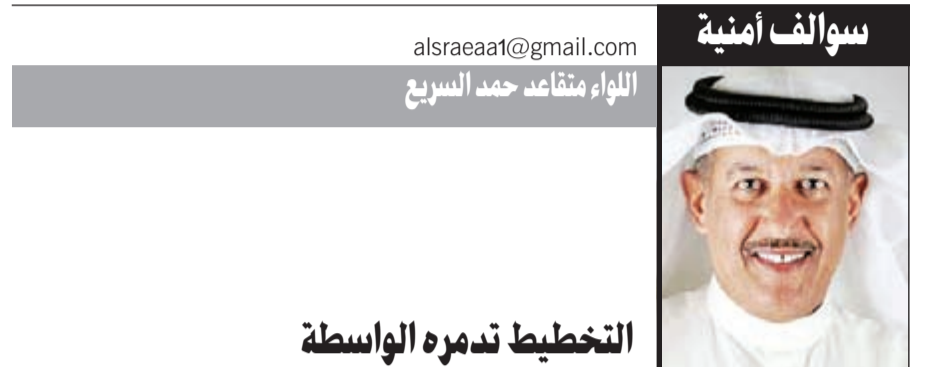 سوالف أمنية
alsraeaa1@gmail.com
اللواء متقاعد حمد السريع
التخطيط تدمره الواسطة